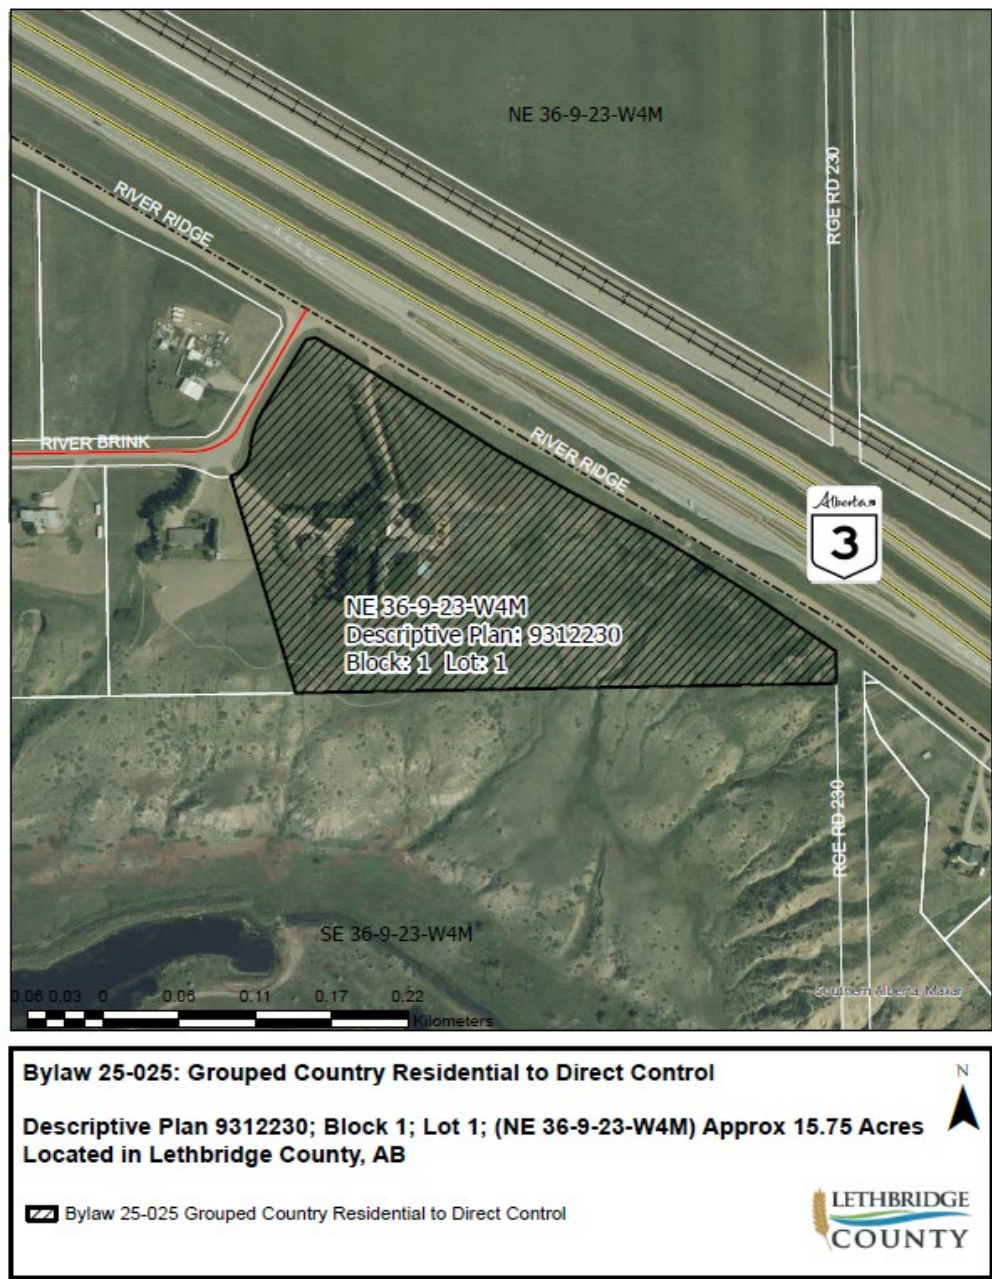 NE 36-9-23-W4M
RGE RD 230
RIVER RIDGE
RIVER BRINK
RIVER RIDGE
Alberta
3
NE 36-9-23-W4M
Descriptive Plan: 9312230
Block: 1 Lot: 1
RGE RD 230
SE 36-9-23-W4M
Southern Alberta, Maxar
0.06 0.03 0 0.06 0.11 0.17 0.22
Kilometers
Bylaw 25-025: Grouped Country Residential to Direct Control
N
Descriptive Plan 9312230; Block 1; Lot 1; (NE 36-9-23-W4M) Approx 15.75 Acres
Located in Lethbridge County, AB
Bylaw 25-025 Grouped Country Residential to Direct Control
LETHBRIDGE
COUNTY